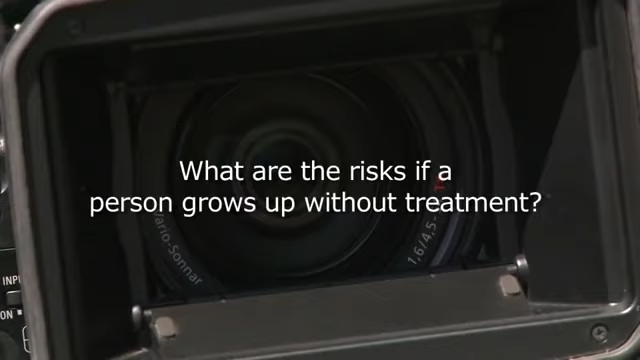 What are the risks if a
person grows up without treatment?
Vario-Sonnar
1,6/4,5-
T*
INPU
ON